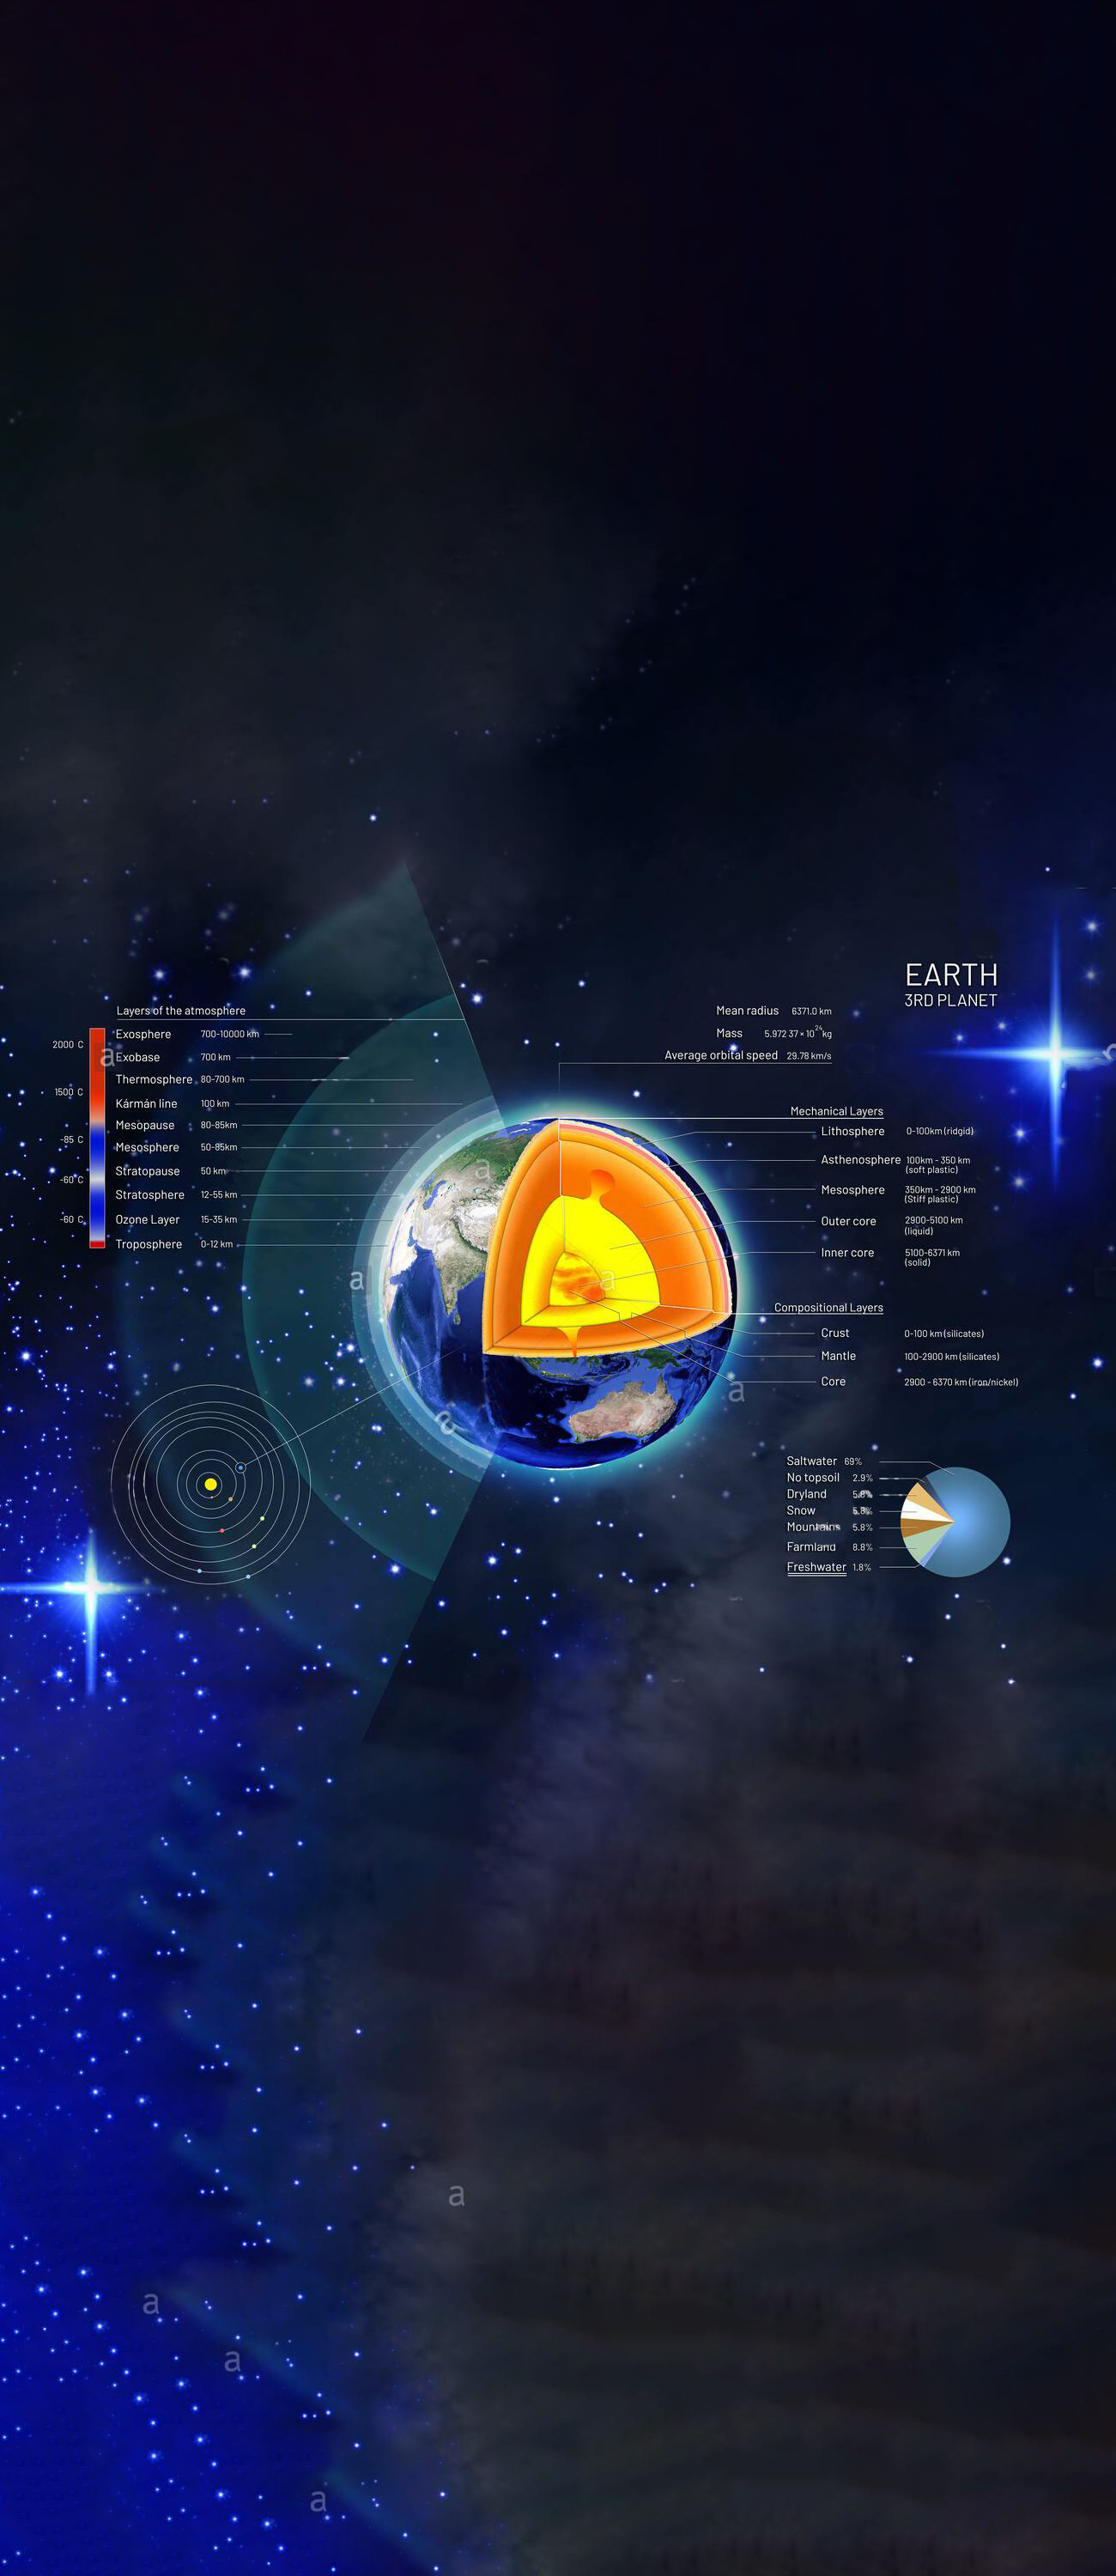 EARTH
3RD PLANET
Layers of the atmosphere
Exosphere 700-10000 km
Exobase 700 km
Thermosphere 80-700 km
Kármán line 100 km
Mesopause 80-85km
Mesosphere 50-85km
Stratopause 50 km
Stratosphere 12-55 km
Ozone Layer 15-35 km
Troposphere 0-12 km
2000 C
1500 C
-85 C
-60 C
-60 C
Mean radius 6371.0 km
Mass 5.972 37 × 10²⁴kg
Average orbital speed 29.78 km/s
Mechanical Layers
Lithosphere 0-100km (ridgid)
Asthenosphere 100km - 350 km
(soft plastic)
Mesosphere 350km - 2900 km
(Stiff plastic)
Outer core 2900-5100 km
(liquid)
Inner core 5100-6371 km
(solid)
Compositional Layers
Crust 0-100 km (silicates)
Mantle 100-2900 km (silicates)
Core 2900 - 6370 km (iron/nickel)
Saltwater 69%
No topsoil 2.9%
Dryland
Snow
Mountains 5.8%
Farmland 8.8%
Freshwater 1.8%
a
a
a
a
a
a
a
a
a
a